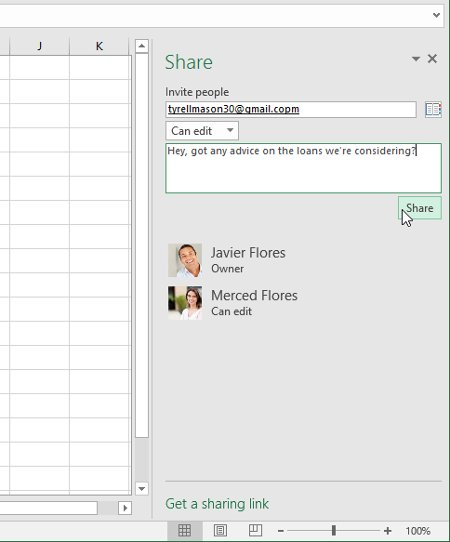 J K
Share
Invite people
tyrellmason30@gmail.copm
Can edit
Hey, got any advice on the loans we're considering?
Share
Javier Flores
Owner
Merced Flores
Can edit
Get a sharing link
100%